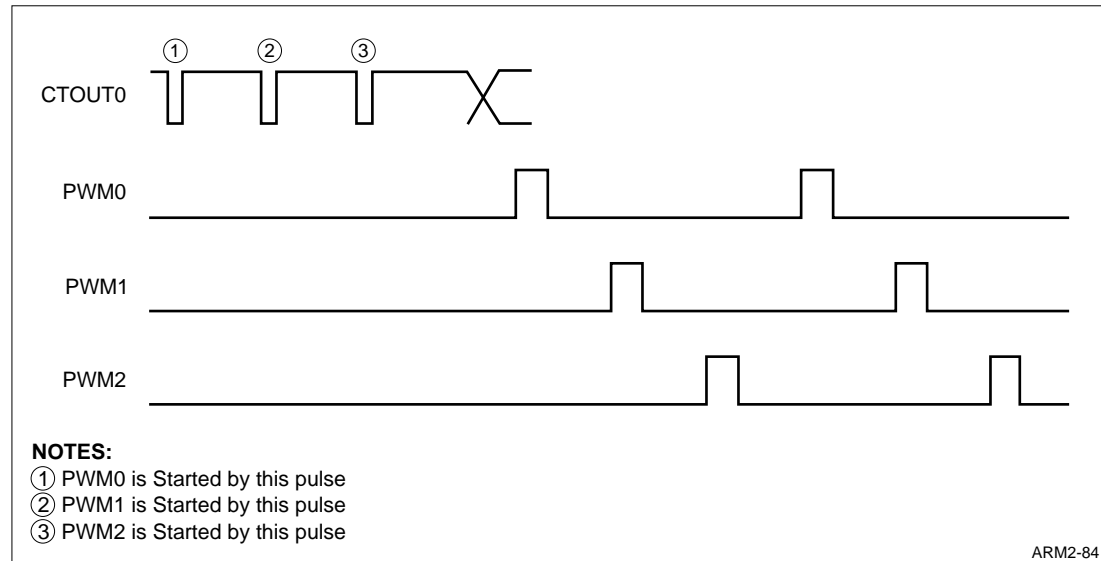 ① ② ③
CTOUT0
PWM0
PWM1
PWM2
NOTES:
① PWM0 is Started by this pulse
② PWM1 is Started by this pulse
③ PWM2 is Started by this pulse
ARM2-84